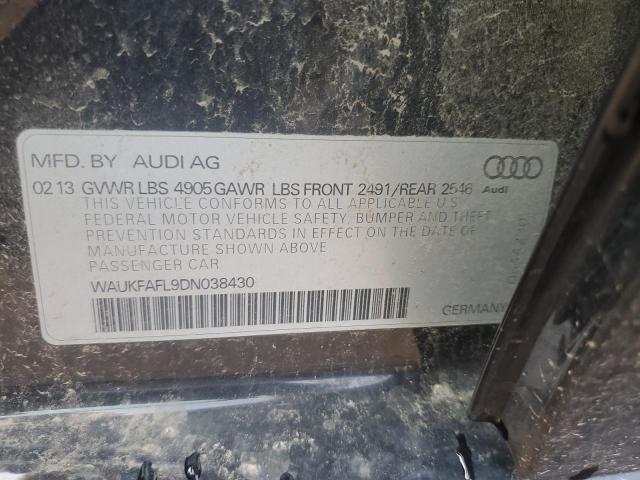 MFD. BY AUDI AG
02 13 GVWR LBS 4905 GAWR LBS FRONT 2491/REAR 2546 Audi
THIS VEHICLE CONFORMS TO ALL APPLICABLE U.S
FEDERAL MOTOR VEHICLE SAFETY, BUMPER AND THEFT
PREVENTION STANDARDS IN EFFECT ON THE DATE OF
MANUFACTURE SHOWN ABOVE
PASSENGER CAR
WAUKFAFL9DN038430
GERMANY